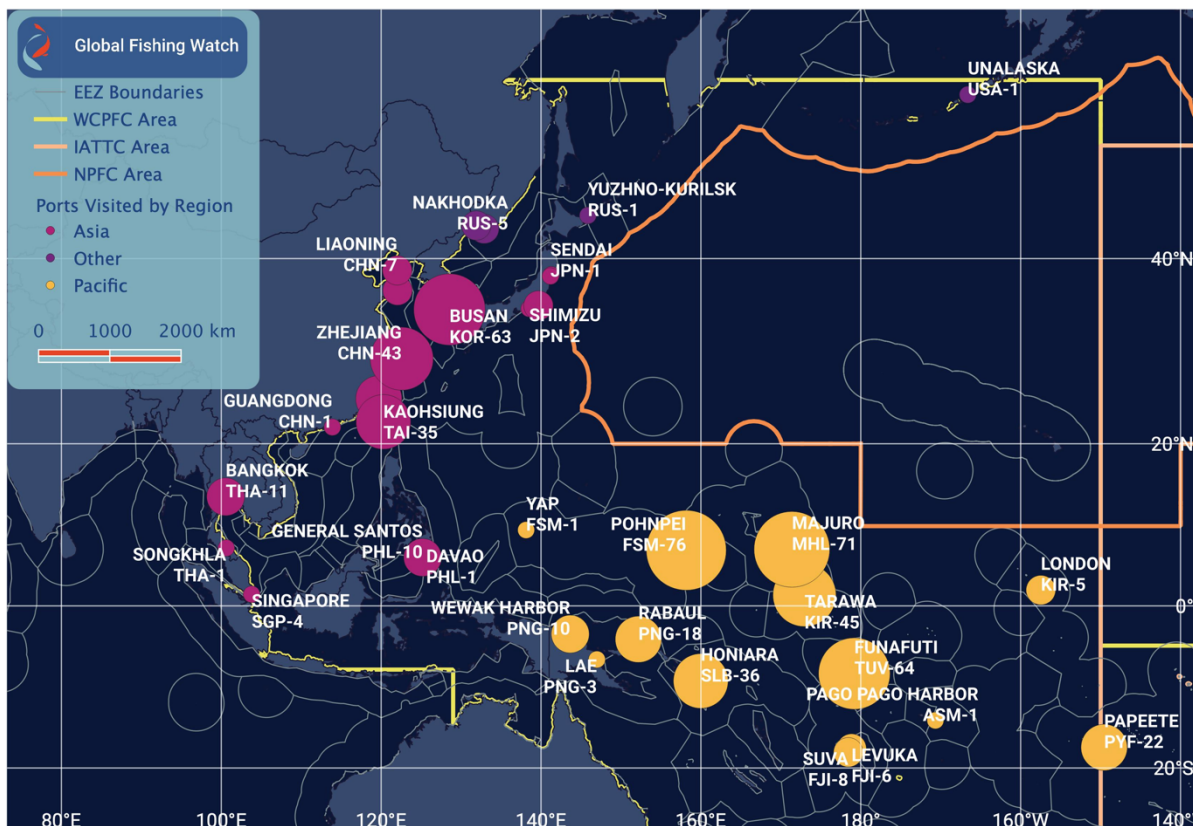 Global Fishing Watch
EEZ Boundaries
WCPFC Area
IATTC Area
NPFC Area
Ports Visited by Region
Asia
Other
Pacific
0 1000 2000 km
UNALASKA
USA-1
YUZHNO-KURILSK
RUS-1
NAKHODKA
RUS-5
LIAONING
CHN-7
SENDAI
JPN-1
40°N
BUSAN
KOR-63
SHIMIZU
JPN-2
ZHEJIANG
CHN-43
GUANGDONG
CHN-1
KAOHSIUNG
TAI-35
20°N
BANGKOK
THA-11
YAP
FSM-1
POHNPEI
FSM-76
MAJURO
MHL-71
GENERAL SANTOS
PHL-10
DAVAO
PHL-1
SONGKHLA
THA-1
LONDON
KIR-5
SINGAPORE
SGP-4
TARAWA
KIR-45
0°
WEWAK HARBOR
PNG-10
RABAUL
PNG-18
HONIARA
SLB-36
FUNAFUTI
TUV-64
LAE
PNG-3
PAGO PAGO HARBOR
ASM-1
PAPEETE
PYF-22
SUVA
FJI-8
LEVUKA
FJI-6
20°S
80°E 100°E 120°E 140°E 160°E 180° 160°W 140°